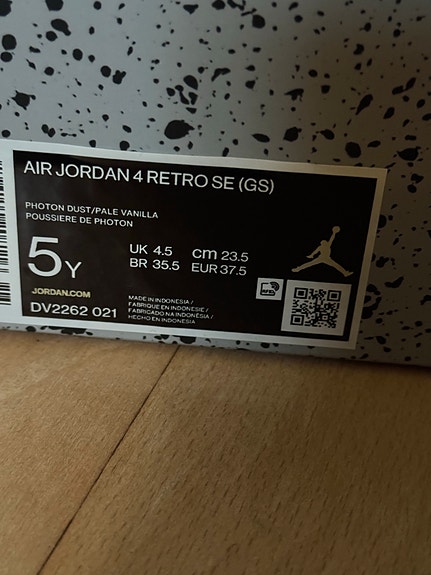 AIR JORDAN 4 RETRO SE (GS)
PHOTON DUST/PALE VANILLA
POUSSIERE DE PHOTON
5Y
UK 4.5 cm 23.5
BR 35.5 EUR 37.5
JORDAN.COM
DV2262 021
MADE IN INDONESIA /
FABRIQUE EN INDONESIE /
FABRICADO NA INDONÉSIA /
HECHO EN INDONESIA